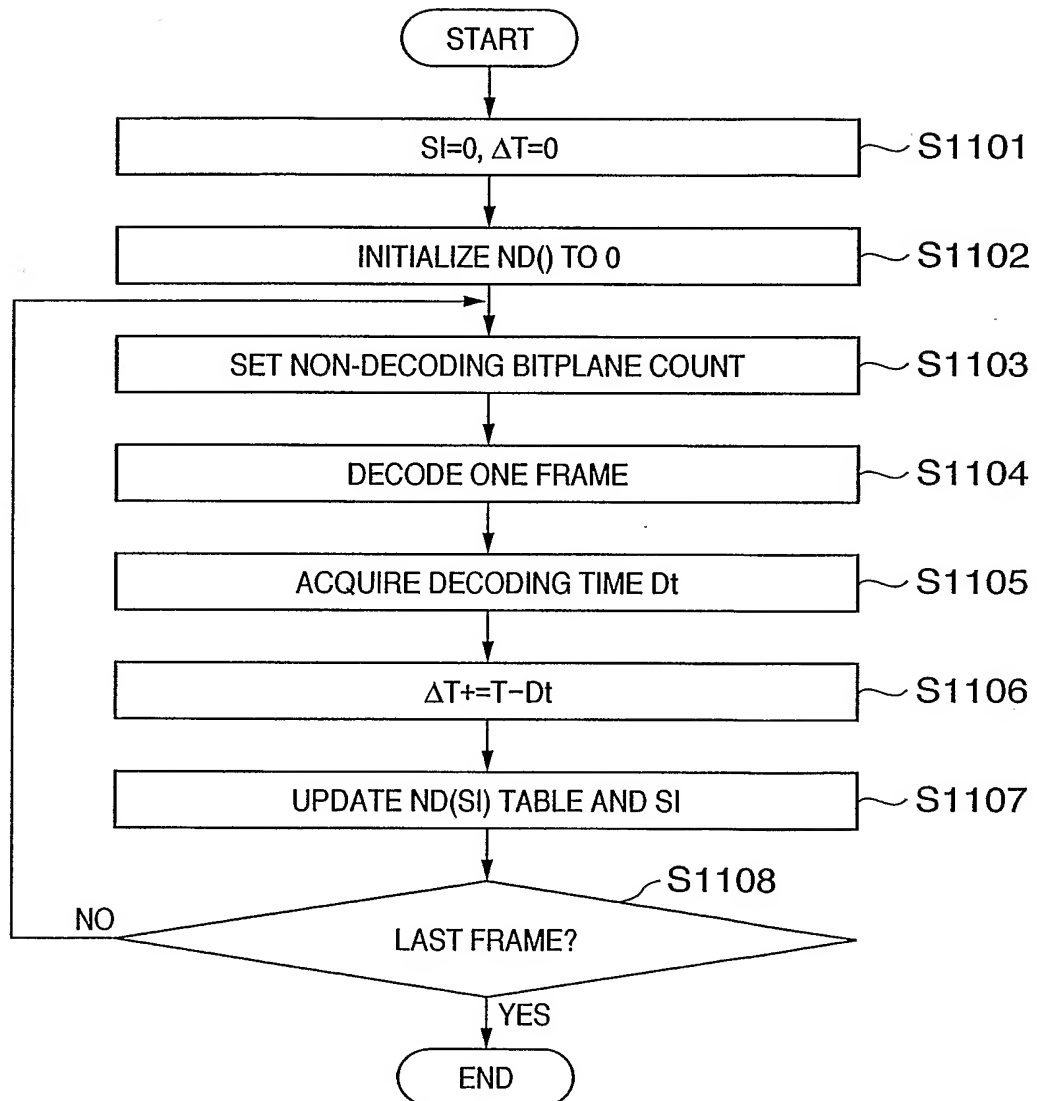 START
SI=0, ΔT=0
S1101
INITIALIZE ND() TO 0
S1102
SET NON-DECODING BITPLANE COUNT
S1103
DECODE ONE FRAME
S1104
ACQUIRE DECODING TIME Dt
S1105
ΔT+=T−Dt
S1106
UPDATE ND(SI) TABLE AND SI
S1107
S1108
NO
LAST FRAME?
YES
END